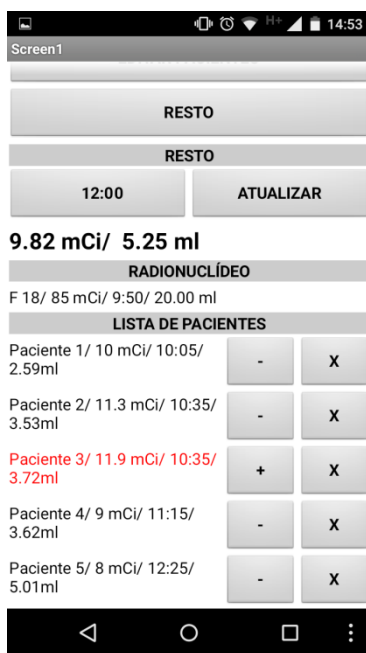 H+ 14:53
Screen1
RESTO
RESTO
12:00 ATUALIZAR
9.82 mCi/ 5.25 ml
RADIONUCLÍDEO
F 18/ 85 mCi/ 9:50/ 20.00 ml
LISTA DE PACIENTES
Paciente 1/ 10 mCi/ 10:05/
2.59ml
- X
Paciente 2/ 11.3 mCi/ 10:35/
3.53ml
- X
Paciente 3/ 11.9 mCi/ 10:35/
3.72ml
+ X
Paciente 4/ 9 mCi/ 11:15/
3.62ml
- X
Paciente 5/ 8 mCi/ 12:25/
5.01ml
- X